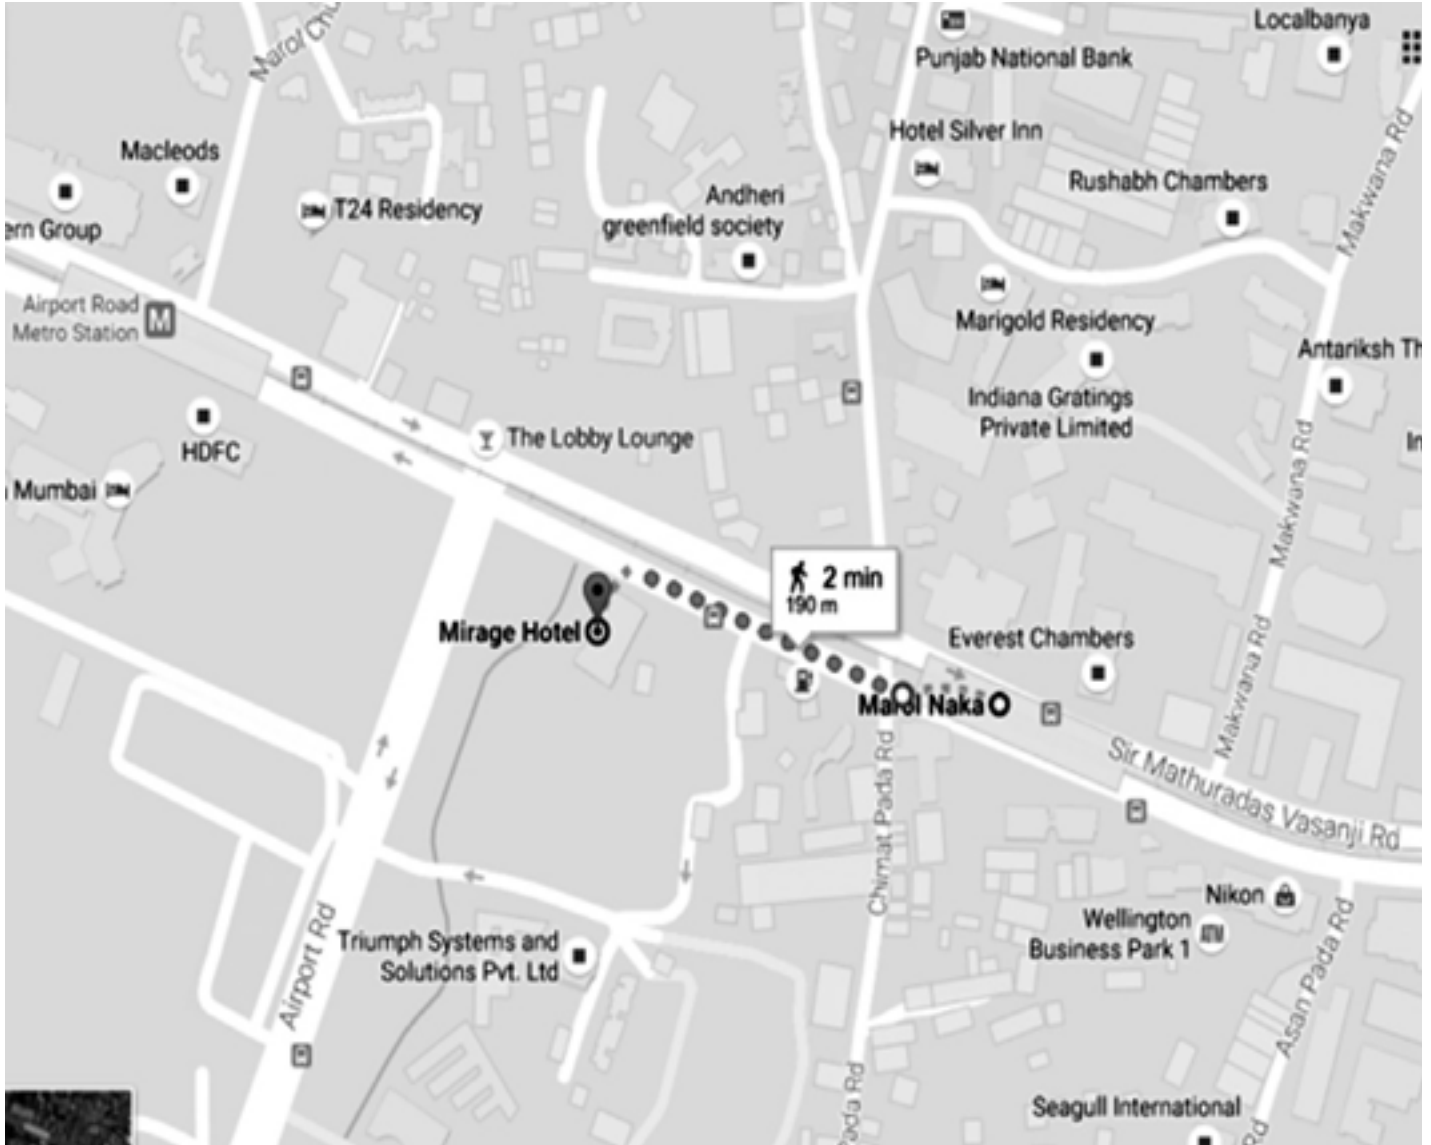 Localbanya
Marol Chu
Punjab National Bank
Hotel Silver Inn
Macleods
Rushabh Chambers
Makwana Rd
T24 Residency
Andheri
greenfield society
ern Group
Airport Road
Metro Station
M
Marigold Residency
Antariksh Th
Indiana Gratings
Private Limited
The Lobby Lounge
HDFC
In
Mumbai
Makwana Rd
2 min
190 m
Mirage Hotel
Everest Chambers
Makwana Rd
Marol Naka
Sir Mathuradas Vasanji Rd
Chimat Pada Rd
Nikon
Wellington
Business Park 1
ATM
Airport Rd
Triumph Systems and
Solutions Pvt. Ltd
Asan Pada Rd
Pada Rd
Seagull International
Rd